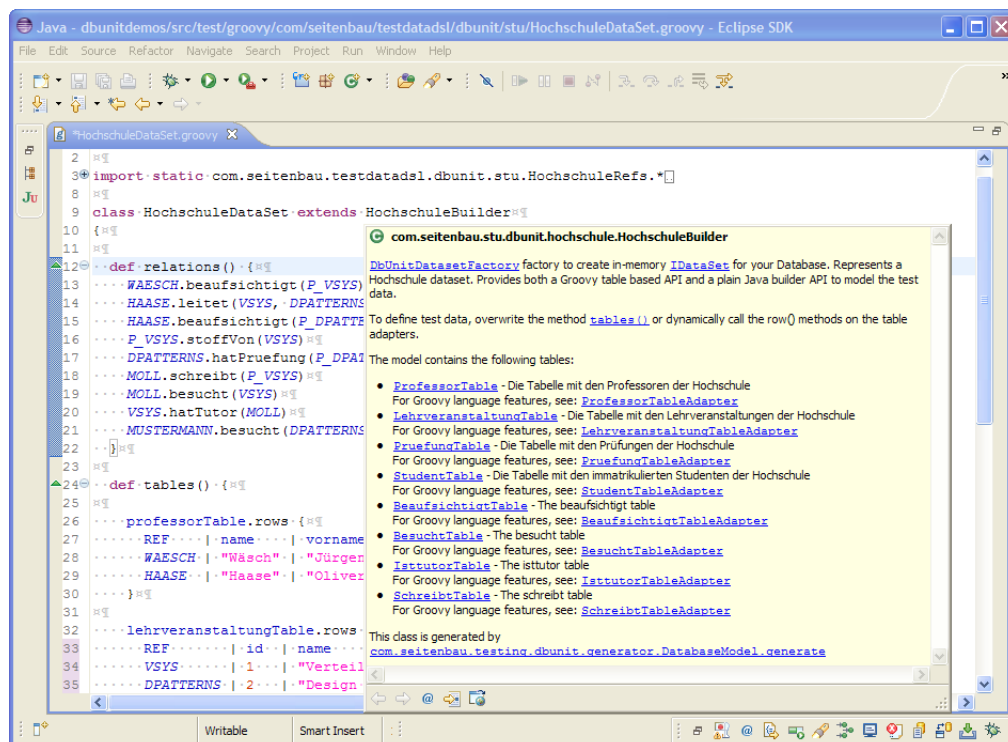 Java - dbunitdemos/src/test/groovy/com/seitenbau/testdatadsl/dbunit/stu/HochschuleDataSet.groovy - Eclipse SDK
File Edit Source Refactor Navigate Search Project Run Window Help
*HochschuleDataSet.groovy
2 ¤¶
3 import·static·com.seitenbau.testdatadsl.dbunit.stu.HochschuleRefs.*
8 ¤¶
9 class·HochschuleDataSet·extends·HochschuleBuilder¤¶
10 {¤¶
11 ¤¶
12 ··def·relations()·{¤¶
13 ····WAESCH.beaufsichtigt(P_VSYS)
14 ····HAASE.leitet(VSYS,·DPATTERNS
15 ····HAASE.beaufsichtigt(P_DPATTE
16 ····P_VSYS.stoffVon(VSYS)¤¶
17 ····DPATTERNS.hatPruefung(P_DPAT
18 ····MOLL.schreibt(P_VSYS)¤¶
19 ····MOLL.besucht(VSYS)¤¶
20 ····VSYS.hatTutor(MOLL)¤¶
21 ····MUSTERMANN.besucht(DPATTERNS
22 ··}¤¶
23 ¤¶
24 ··def·tables()·{¤¶
25 ¤¶
26 ····professorTable.rows·{¤¶
27 ······REF····|·name····|·vorname
28 ······WAESCH·|·"Wäsch"·|·"Jürgen
29 ······HAASE··|·"Haase"·|·"Oliver
30 ····}¤¶
31 ¤¶
32 ····lehrveranstaltungTable.rows
33 ······REF·······|·id··|·name
34 ······VSYS······|·1···|·"Verteil
35 ······DPATTERNS·|·2···|·"Design
com.seitenbau.stu.dbunit.hochschule.HochschuleBuilder
DbUnitDatasetFactory factory to create in-memory IDataSet for your Database. Represents a
Hochschule dataset. Provides both a Groovy table based API and a plain Java builder API to model the test
data.
To define test data, overwrite the method tables() or dynamically call the row() methods on the table
adapters.
The model contains the following tables:
• ProfessorTable - Die Tabelle mit den Professoren der Hochschule
For Groovy language features, see: ProfessorTableAdapter
• LehrveranstaltungTable - Die Tabelle mit den Lehrveranstaltungen der Hochschule
For Groovy language features, see: LehrveranstaltungTableAdapter
• PruefungTable - Die Tabelle mit den Prüfungen der Hochschule
For Groovy language features, see: PruefungTableAdapter
• StudentTable - Die Tabelle mit den immatrikulierten Studenten der Hochschule
For Groovy language features, see: StudentTableAdapter
• BeaufsichtigtTable - The beaufsichtigt table
For Groovy language features, see: BeaufsichtigtTableAdapter
• BesuchtTable - The besucht table
For Groovy language features, see: BesuchtTableAdapter
• IsttutorTable - The isttutor table
For Groovy language features, see: IsttutorTableAdapter
• SchreibtTable - The schreibt table
For Groovy language features, see: SchreibtTableAdapter
This class is generated by
com.seitenbau.testing.dbunit.generator.DatabaseModel.generate
Writable Smart Insert